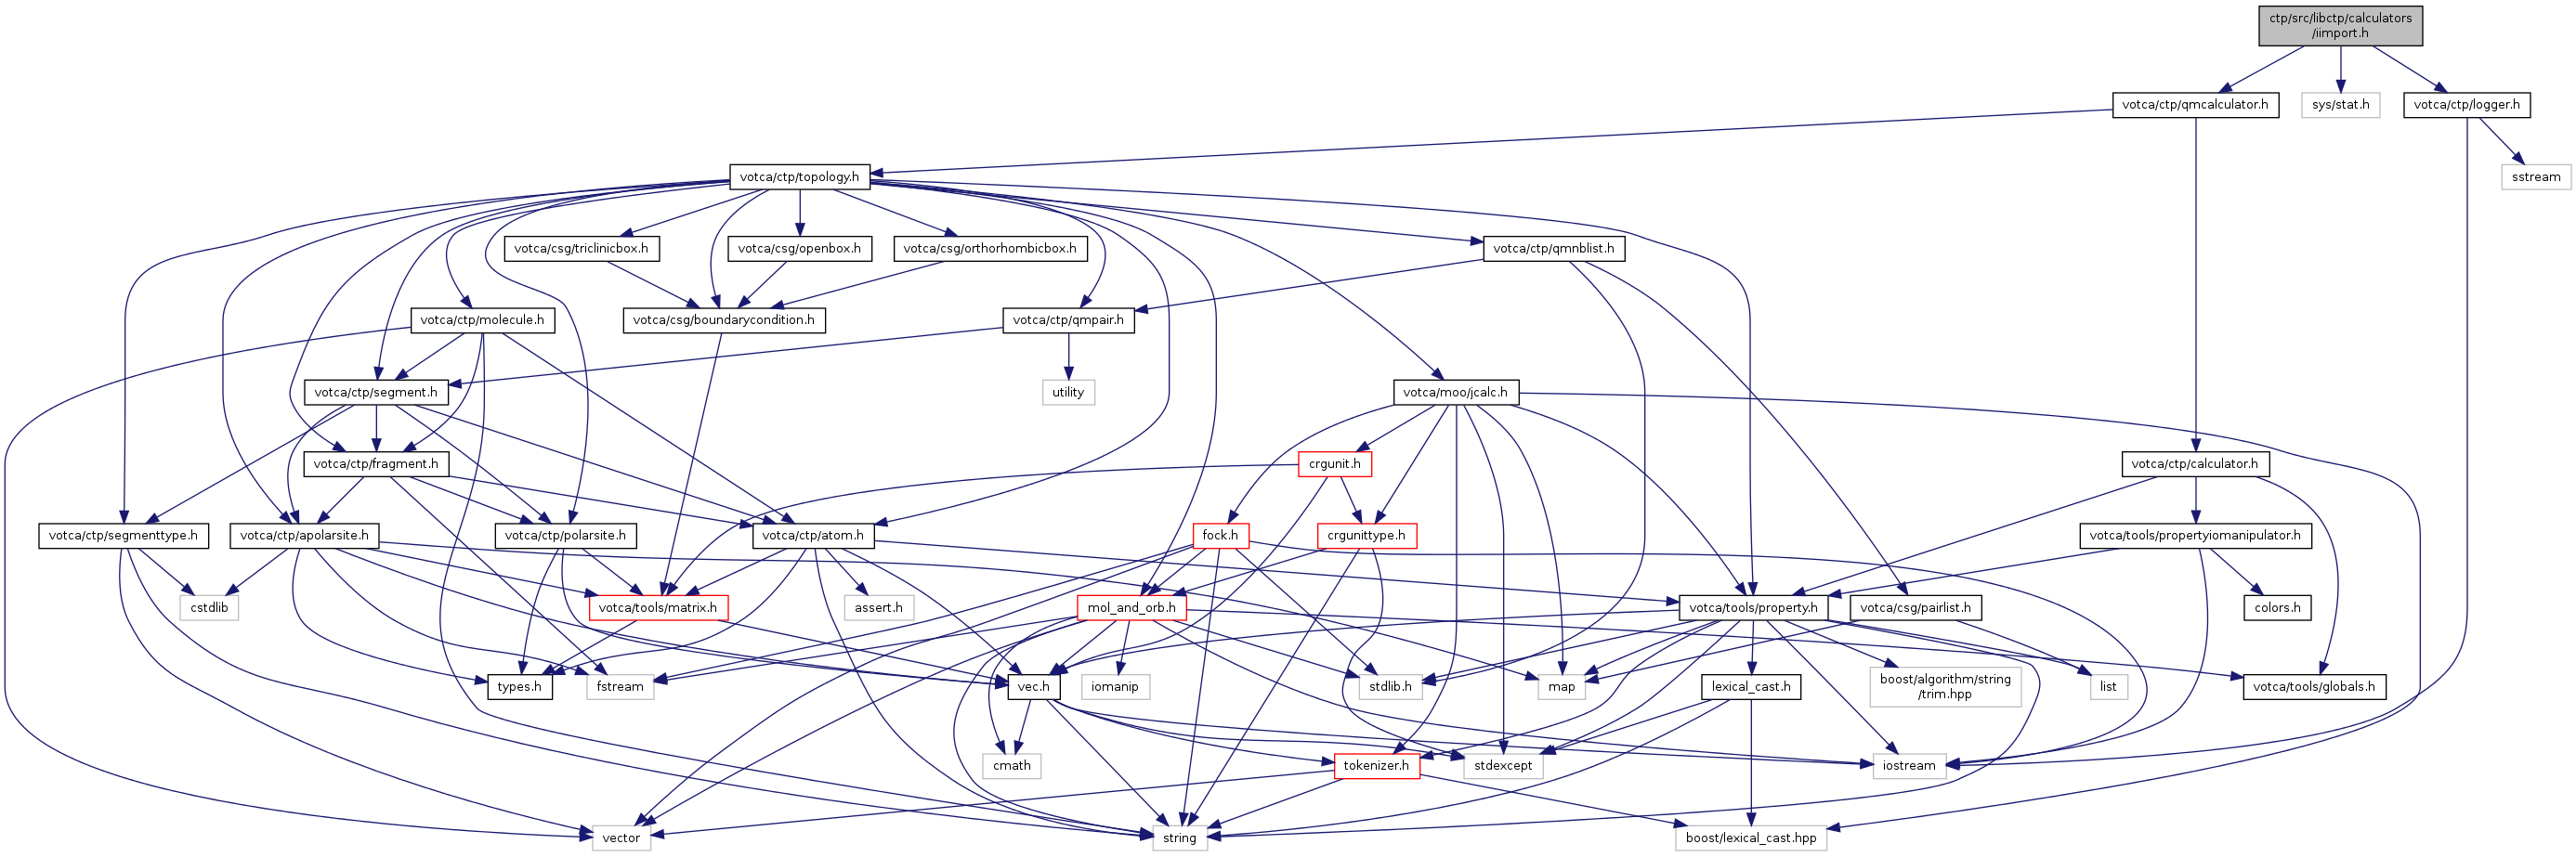 ctp/src/libctp/calculators
/iimport.h
votca/ctp/qmcalculator.h
sys/stat.h
votca/ctp/logger.h
votca/ctp/topology.h
sstream
votca/csg/triclinicbox.h
votca/csg/openbox.h
votca/csg/orthorhombicbox.h
votca/ctp/qmnblist.h
votca/ctp/molecule.h
votca/csg/boundarycondition.h
votca/ctp/qmpair.h
votca/ctp/segment.h
utility
votca/moo/jcalc.h
votca/ctp/fragment.h
crgunit.h
votca/ctp/calculator.h
votca/ctp/segmenttype.h
votca/ctp/apolarsite.h
votca/ctp/polarsite.h
votca/ctp/atom.h
fock.h
crgunittype.h
votca/tools/propertyiomanipulator.h
cstdlib
votca/tools/matrix.h
assert.h
mol_and_orb.h
votca/tools/property.h
votca/csg/pairlist.h
colors.h
types.h
fstream
vec.h
iomanip
stdlib.h
map
lexical_cast.h
boost/algorithm/string
/trim.hpp
list
votca/tools/globals.h
cmath
tokenizer.h
stdexcept
iostream
vector
string
boost/lexical_cast.hpp